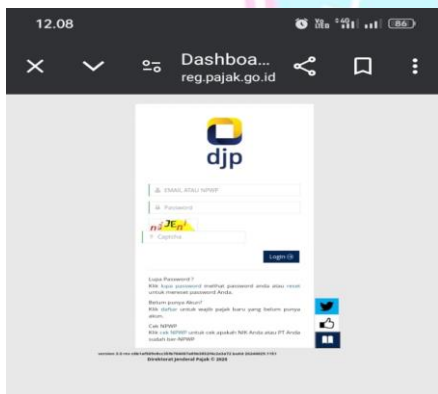 12.08
86
Dashboa...
reg.pajak.go.id
djp
EMAIL ATAU NPWP
Password
Captcha
Login
Lupa Password ?
Klik lupa password melihat password anda atau reset
untuk mereset password Anda.
Belum punya Akun?
Klik daftar untuk wajib pajak baru yang belum punya
akun.
Cek NPWP
Klik cek NPWP untuk cek apakah NIK Anda atau PT Anda
sudah ber-NPWP
Direktorat Jenderal Pajak © 2020